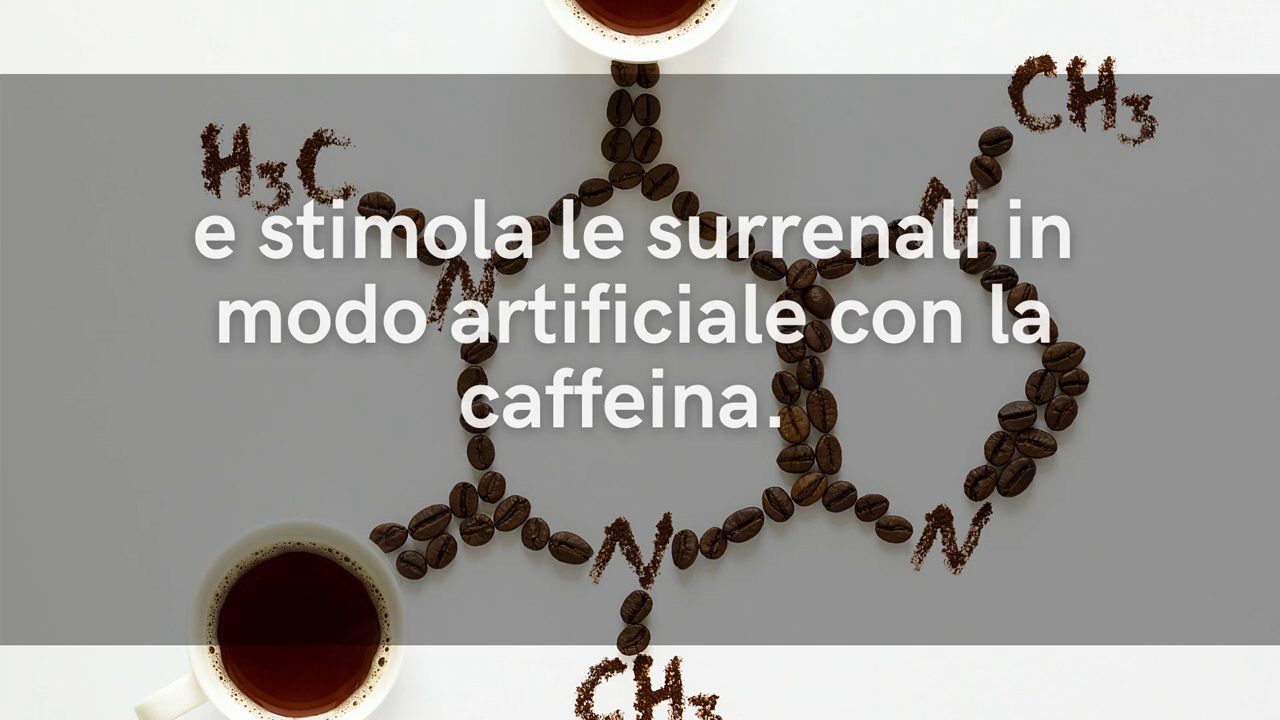 CH3
H3C
e stimola le surrenali in
N
N
modo artificiale con la
caffeina.
N
N
CH3